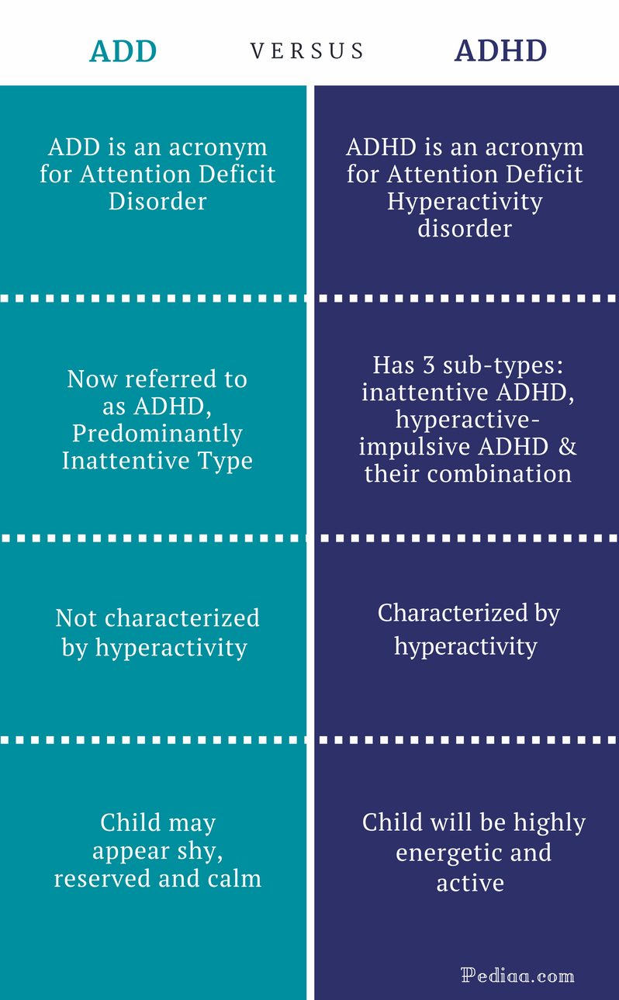 ADD VERSUS ADHD
ADD is an acronym
for Attention Deficit
Disorder
ADHD is an acronym
for Attention Deficit
Hyperactivity
disorder
Now referred to
as ADHD,
Predominantly
Inattentive Type
Has 3 sub-types:
inattentive ADHD,
hyperactive-
impulsive ADHD &
their combination
Not characterized
by hyperactivity
Characterized by
hyperactivity
Child may
appear shy,
reserved and calm
Child will be highly
energetic and
active
Pediaa.com